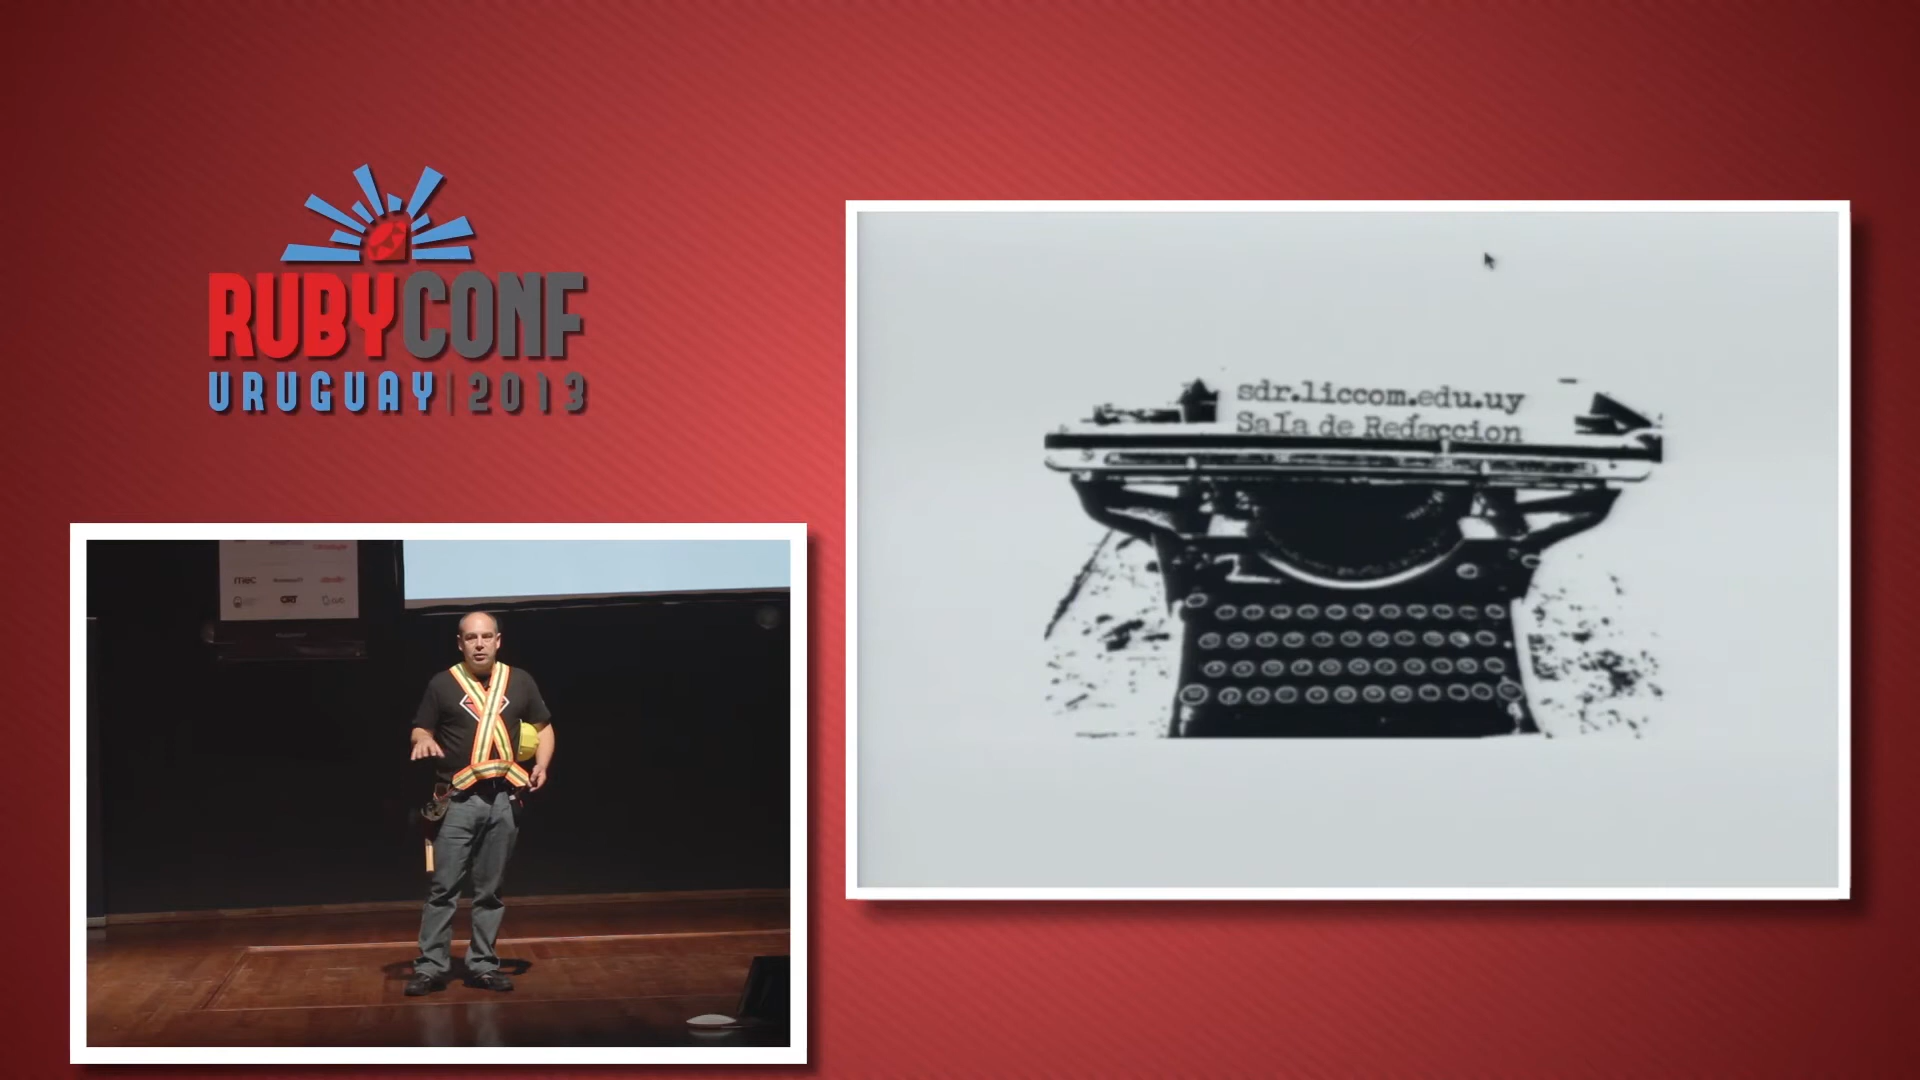 RUBYCONF
URUGUAY | 2013
sdr.liccom.edu.uy
Sala de Redaccion